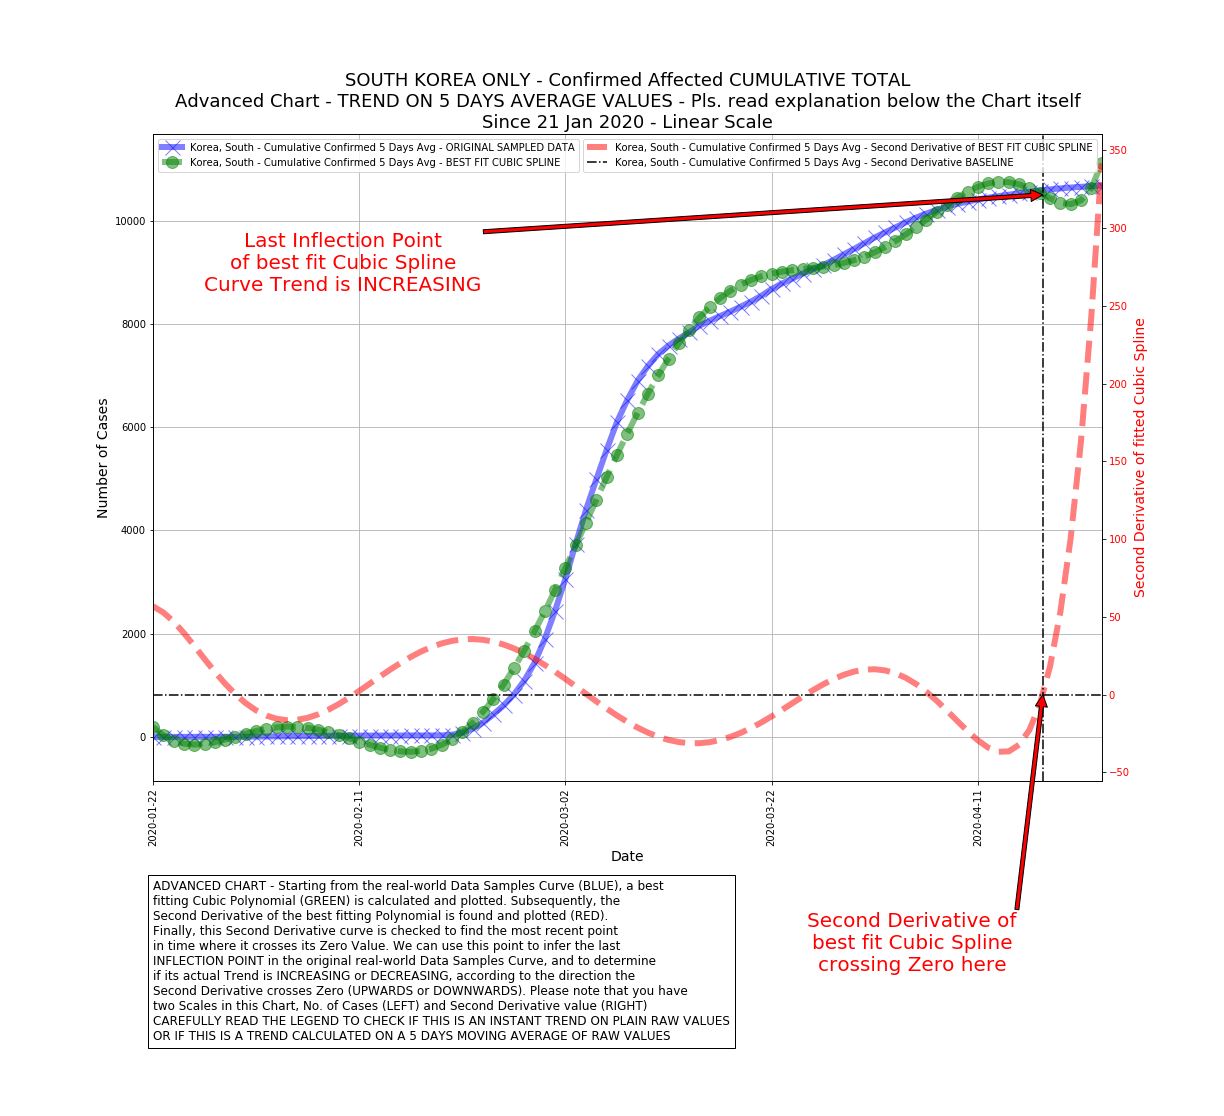 SOUTH KOREA ONLY - Confirmed Affected CUMULATIVE TOTAL
Advanced Chart - TREND ON 5 DAYS AVERAGE VALUES - Pls. read explanation below the Chart itself
Since 21 Jan 2020 - Linear Scale
Korea, South - Cumulative Confirmed 5 Days Avg - ORIGINAL SAMPLED DATA
Korea, South - Cumulative Confirmed 5 Days Avg - BEST FIT CUBIC SPLINE
Korea, South - Cumulative Confirmed 5 Days Avg - Second Derivative of BEST FIT CUBIC SPLINE
Korea, South - Cumulative Confirmed 5 Days Avg - Second Derivative BASELINE
Last Inflection Point
of best fit Cubic Spline
Curve Trend is INCREASING
Number of Cases
10000
8000
6000
4000
2000
0
350
300
250
200
150
100
50
0
−50
Second Derivative of fitted Cubic Spline
2020-01-22
2020-02-11
2020-03-02
2020-03-22
2020-04-11
Date
ADVANCED CHART - Starting from the real-world Data Samples Curve (BLUE), a best
fitting Cubic Polynomial (GREEN) is calculated and plotted. Subsequently, the
Second Derivative of the best fitting Polynomial is found and plotted (RED).
Finally, this Second Derivative curve is checked to find the most recent point
in time where it crosses its Zero Value. We can use this point to infer the last
INFLECTION POINT in the original real-world Data Samples Curve, and to determine
if its actual Trend is INCREASING or DECREASING, according to the direction the
Second Derivative crosses Zero (UPWARDS or DOWNWARDS). Please note that you have
two Scales in this Chart, No. of Cases (LEFT) and Second Derivative value (RIGHT)
CAREFULLY READ THE LEGEND TO CHECK IF THIS IS AN INSTANT TREND ON PLAIN RAW VALUES
OR IF THIS IS A TREND CALCULATED ON A 5 DAYS MOVING AVERAGE OF RAW VALUES
Second Derivative of
best fit Cubic Spline
crossing Zero here